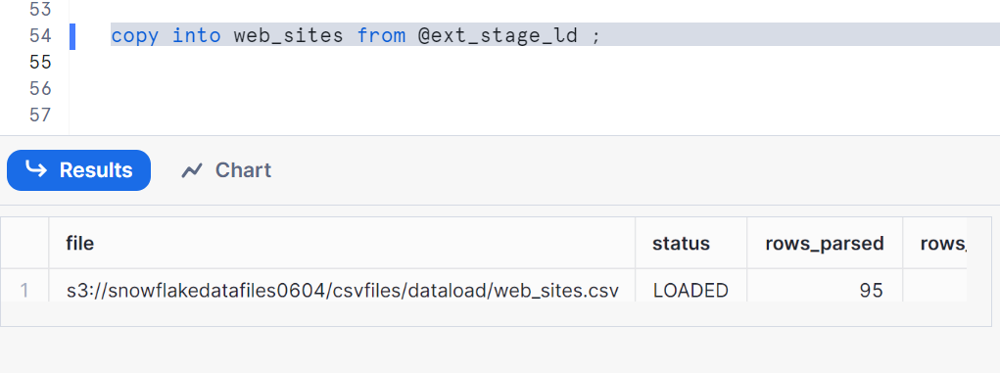 53
54 copy into web_sites from @ext_stage_ld ;
55
56
57
Results Chart
file status rows_parsed rows_
1 s3://snowflakedatafiles0604/csvfiles/dataload/web_sites.csv LOADED 95